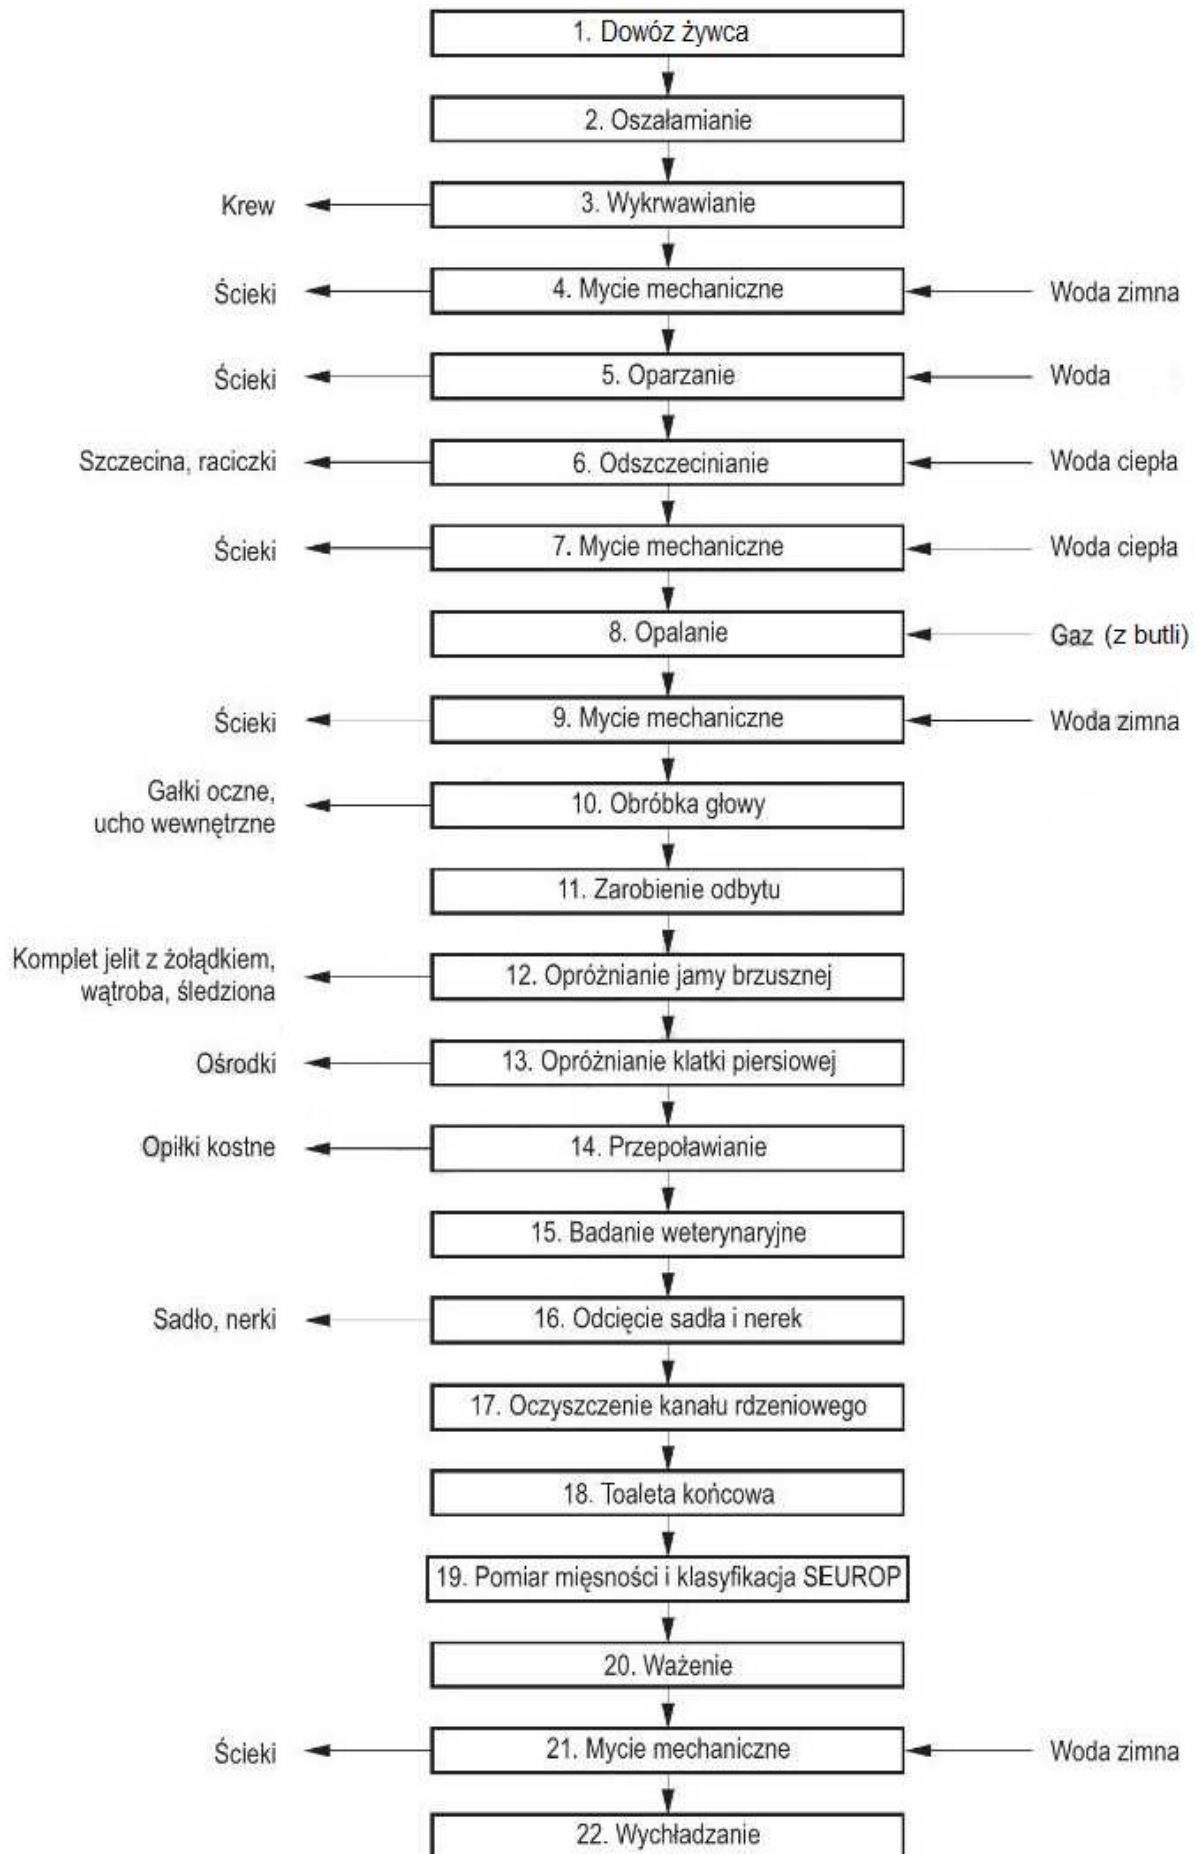 1. Dowóz żywca
2. Oszałamianie
Krew
3. Wykrwawianie
Ścieki
4. Mycie mechaniczne
Woda zimna
Ścieki
5. Oparzanie
Woda
Szczecina, raciczki
6. Odszczecinianie
Woda ciepła
Ścieki
7. Mycie mechaniczne
Woda ciepła
8. Opalanie
Gaz (z butli)
Ścieki
9. Mycie mechaniczne
Woda zimna
Gałki oczne,
ucho wewnętrzne
10. Obróbka głowy
11. Zarobienie odbytu
Komplet jelit z żołądkiem,
wątroba, śledziona
12. Opróżnianie jamy brzusznej
Ośrodki
13. Opróżnianie klatki piersiowej
Opiłki kostne
14. Przepoławianie
15. Badanie weterynaryjne
Sadło, nerki
16. Odcięcie sadła i nerek
17. Oczyszczenie kanału rdzeniowego
18. Toaleta końcowa
19. Pomiar mięsności i klasyfikacja SEUROP
20. Ważenie
Ścieki
21. Mycie mechaniczne
Woda zimna
22. Wychładzanie